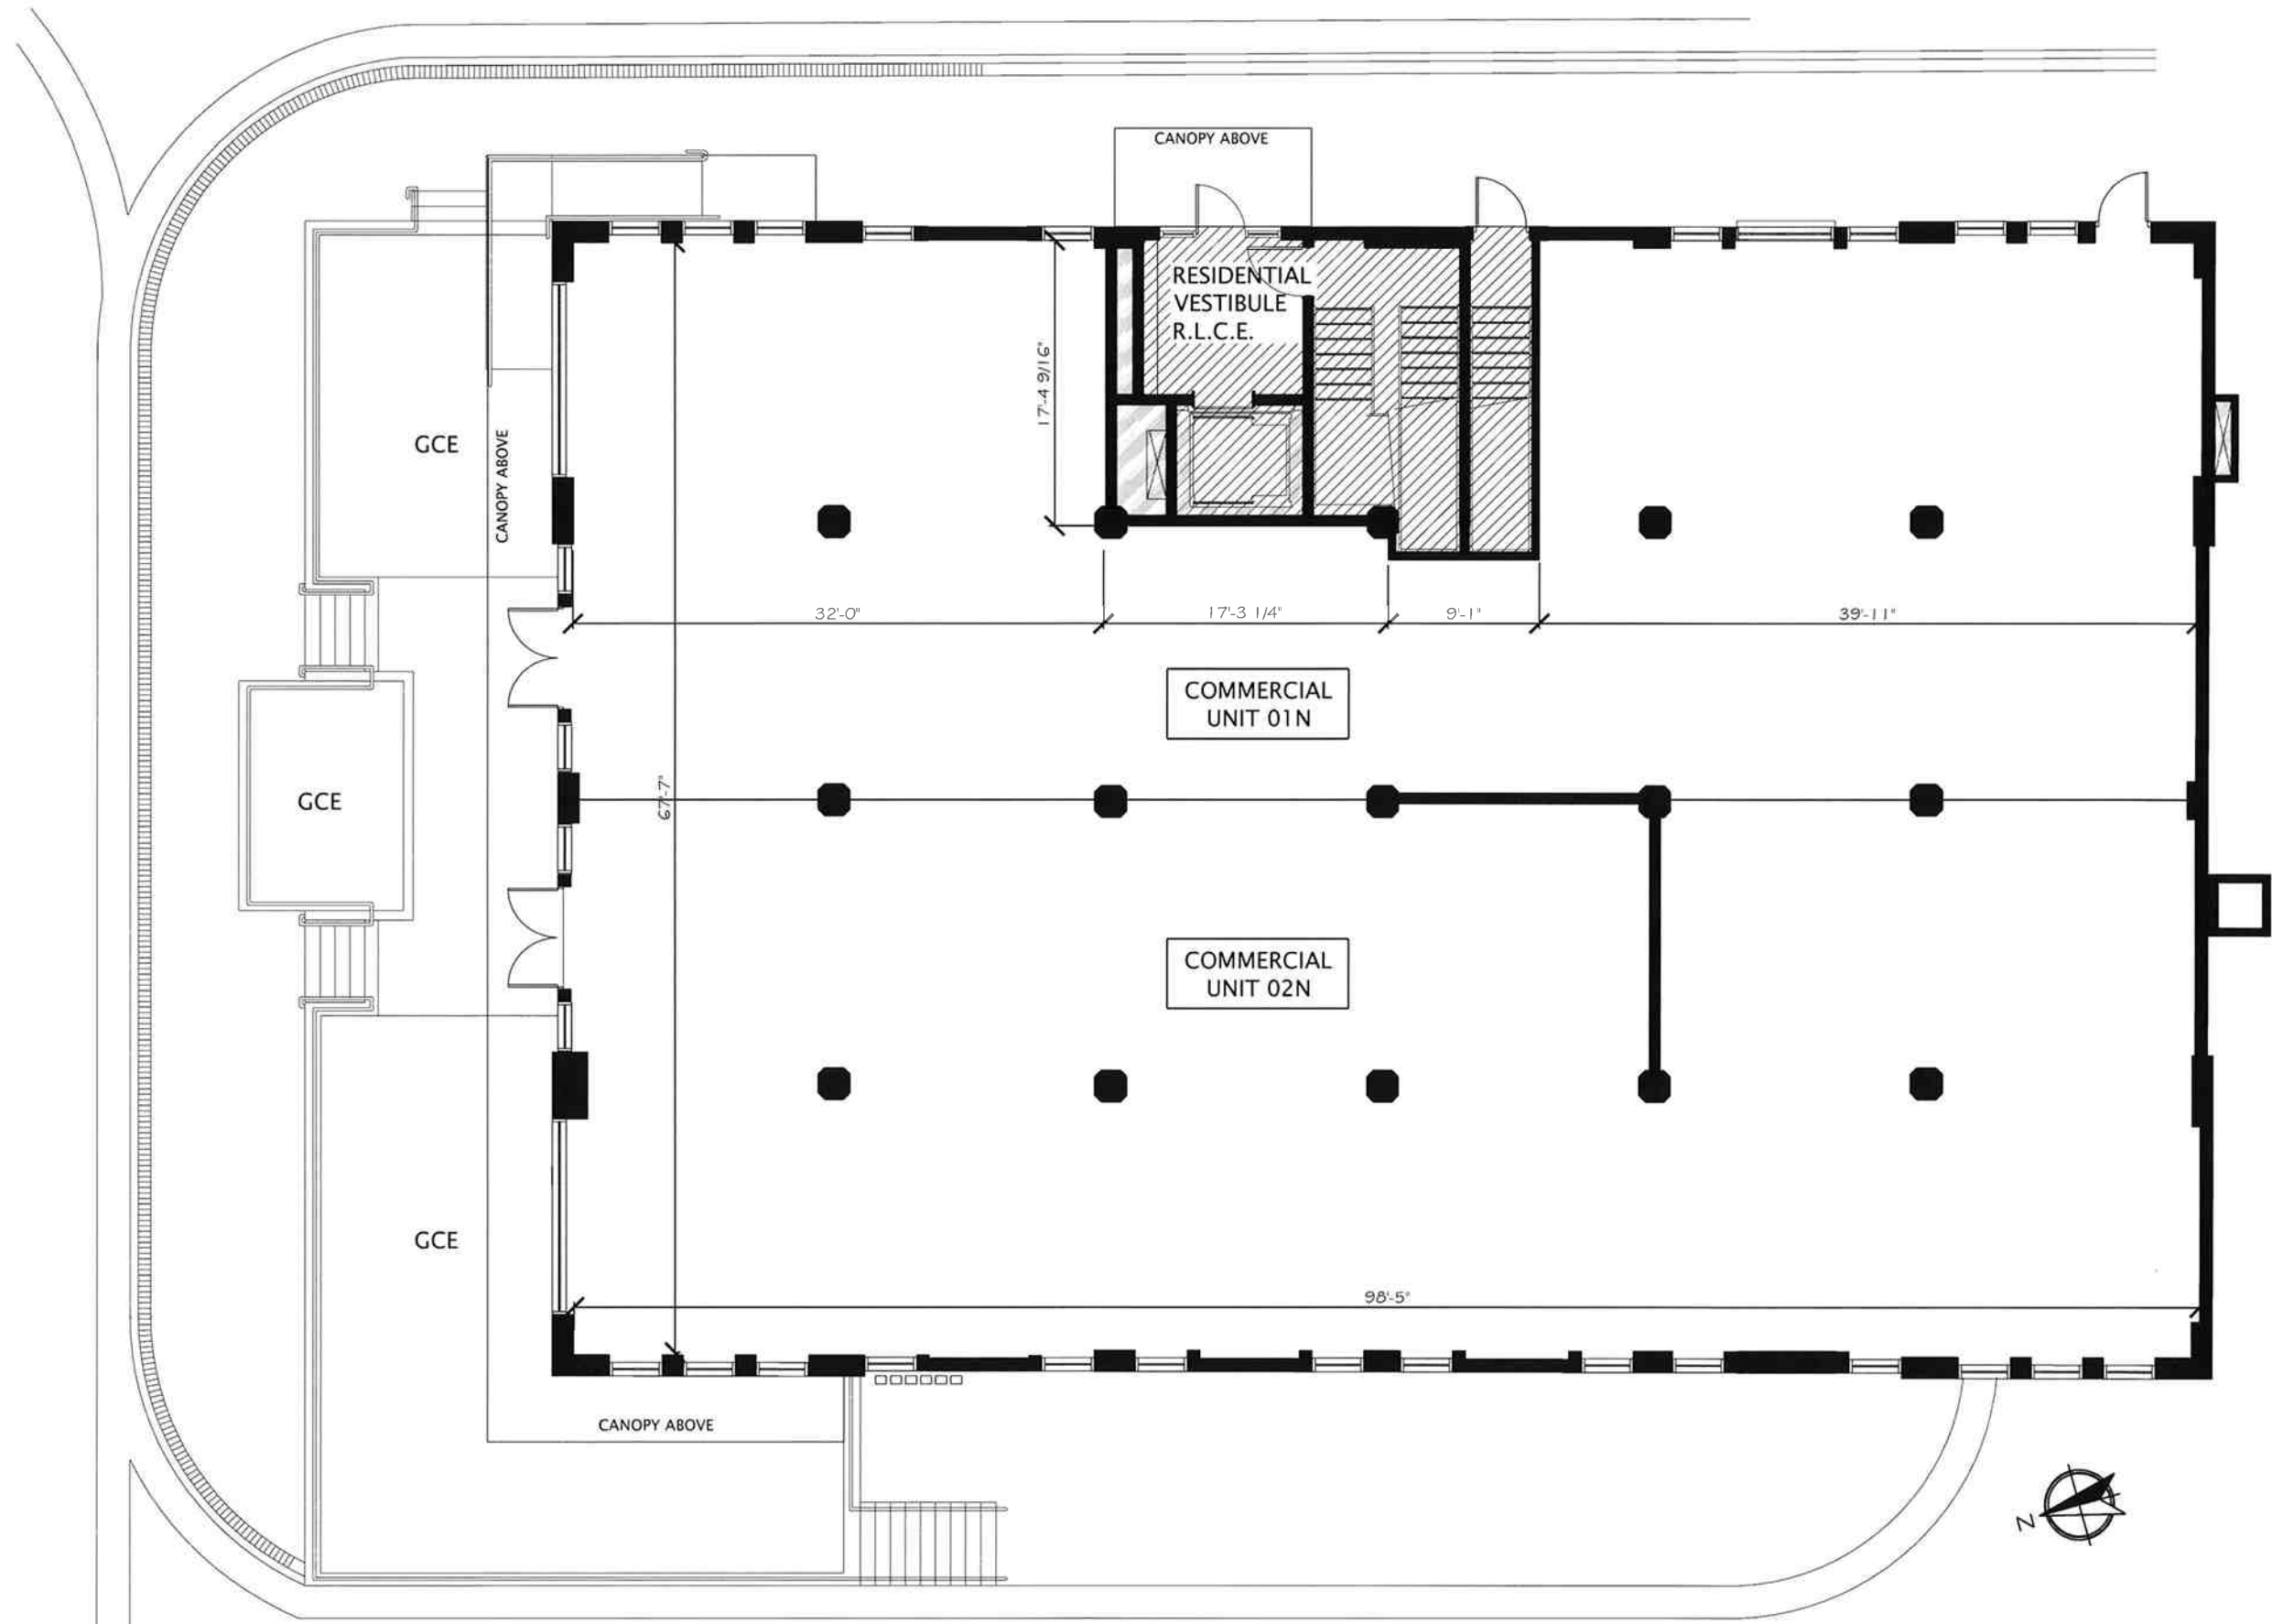 CANOPY ABOVE
RESIDENTIAL
VESTIBULE
R.L.C.E.
17'-4 9/16"
GCE
CANOPY ABOVE
32'-0"
17'-3 1/4"
9'-1"
39'-11"
COMMERCIAL
UNIT 01N
67'-7"
GCE
COMMERCIAL
UNIT 02N
GCE
98'-5"
CANOPY ABOVE
N